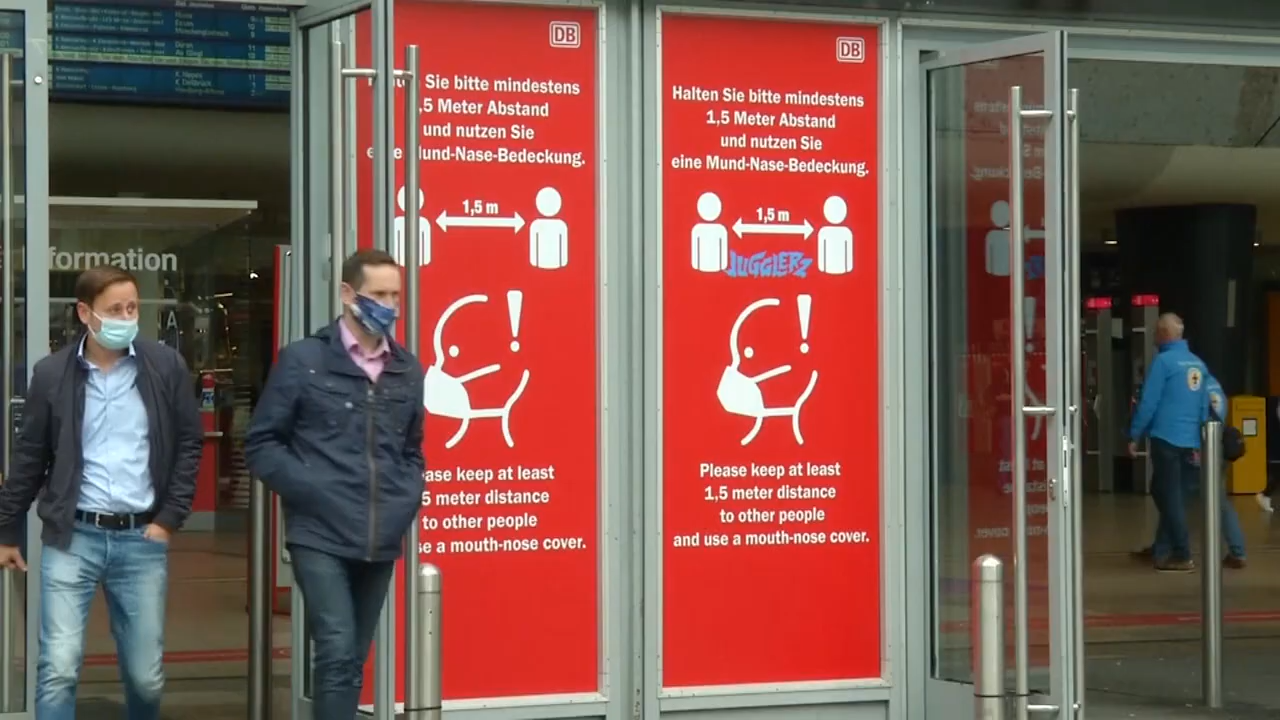 DB
Sie bitte mindestens
,5 Meter Abstand
und nutzen Sie
Mund-Nase-Bedeckung.
1,5 m
ease keep at least
5 meter distance
to other people
se a mouth-nose cover.
DB
Halten Sie bitte mindestens
1,5 Meter Abstand
und nutzen Sie
eine Mund-Nase-Bedeckung.
1,5 m
JUGGLERZ
Please keep at least
1,5 meter distance
to other people
and use a mouth-nose cover.
formation